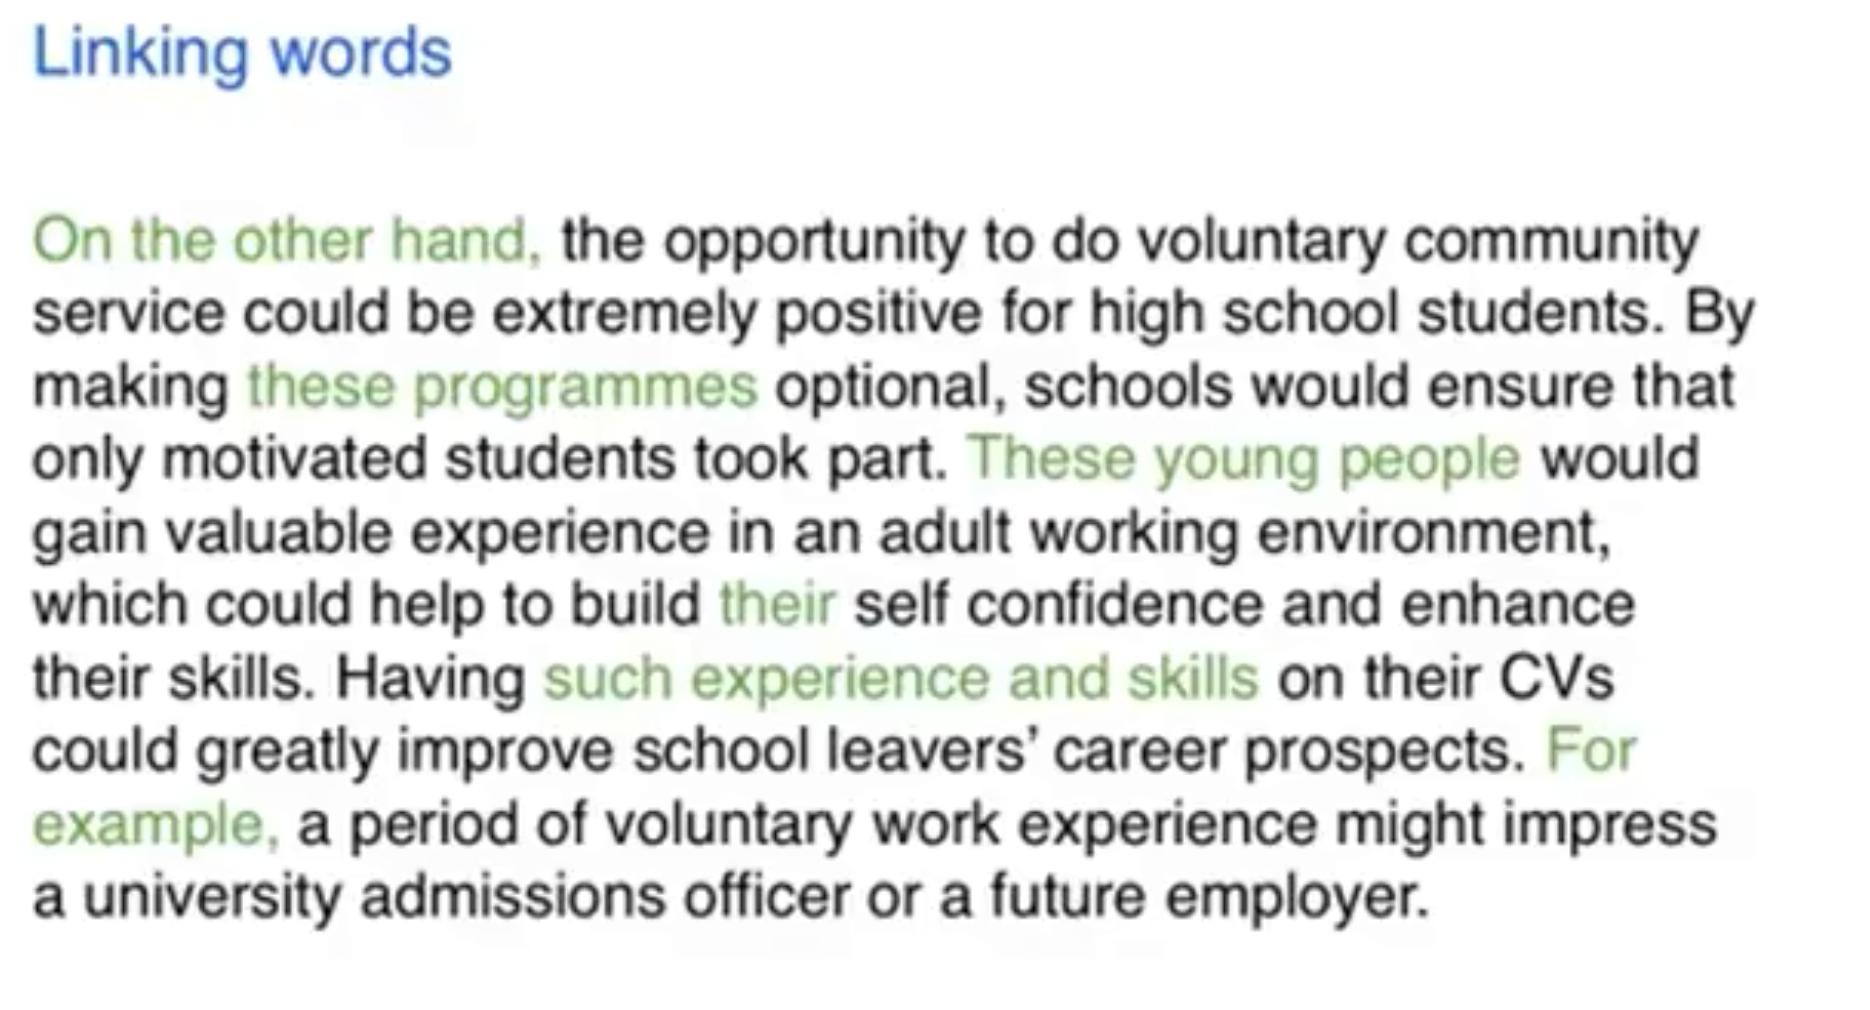 Linking words
On the other hand, the opportunity to do voluntary community
service could be extremely positive for high school students. By
making these programmes optional, schools would ensure that
only motivated students took part. These young people would
gain valuable experience in an adult working environment,
which could help to build their self confidence and enhance
their skills. Having such experience and skills on their CVs
could greatly improve school leavers’ career prospects. For
example, a period of voluntary work experience might impress
a university admissions officer or a future employer.